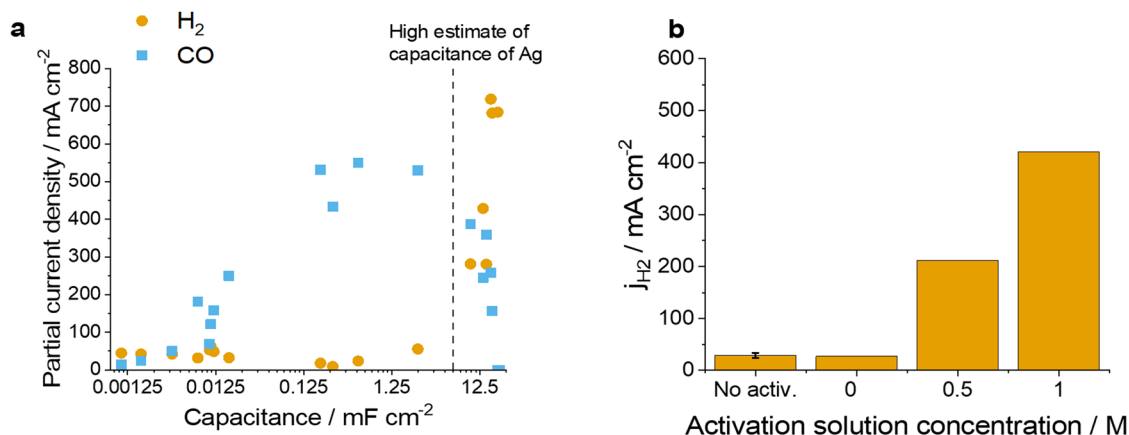 a
H2
CO
High estimate of
capacitance of Ag
Partial current density / mA cm-2
800
700
600
500
400
300
200
100
0
0.00125
0.0125
0.125
1.25
12.5
Capacitance / mF cm-2
b
jH2 / mA cm-2
600
500
400
300
200
100
0
No activ.
0
0.5
1
Activation solution concentration / M